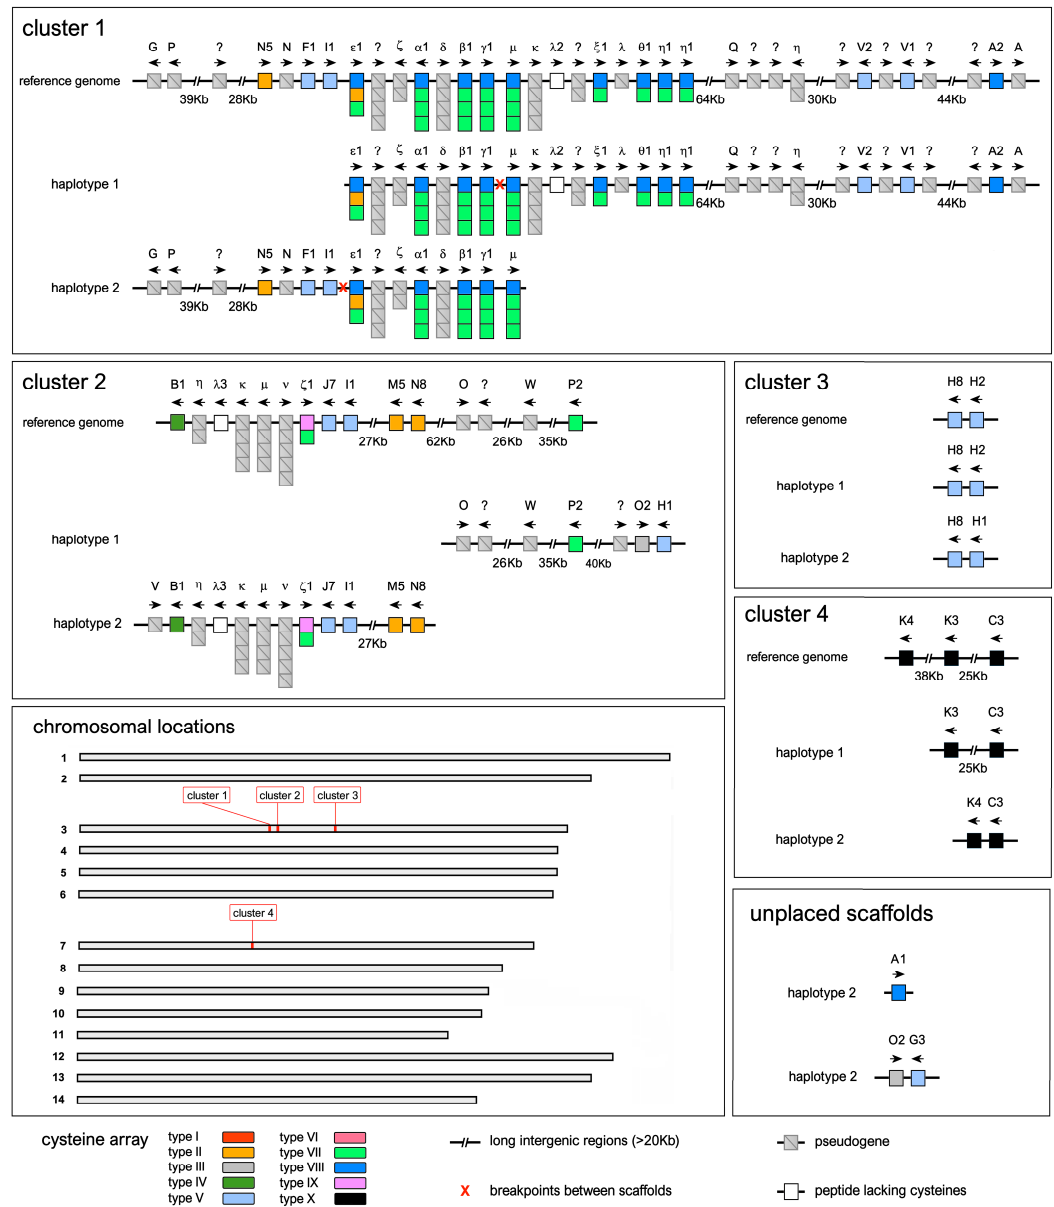 cluster 1
G P ? N5 N F1 I1 ε1 ? ζ α1 δ β1 γ1 μ κ λ2 ? ξ1 λ θ1 η1 η1 Q ? ? η ? V2 V1 ? ? A2 A
reference genome
39Kb 28Kb 64Kb 30Kb 44Kb
ε1 ? ζ α1 δ β1 γ1 μ κ λ2 ? ξ1 λ θ1 η1 η1 Q ? ? η ? V2 V1 ? ? A2 A
haplotype 1 X
64Kb 30Kb 44Kb
G P ? N5 N F1 I1 ε1 ? ζ α1 δ β1 γ1 μ
haplotype 2 X
39Kb 28Kb
cluster 2
B1 η λ3 κ μ ν ζ1 J7 I1 M5 N8 O ? W P2
reference genome
27Kb 62Kb 26Kb 35Kb
O ? W P2 ? O2 H1
haplotype 1
26Kb 35Kb 40Kb
V B1 η λ3 κ μ ν ζ1 J7 I1 M5 N8
haplotype 2
27Kb
cluster 3
H8 H2
reference genome
H8 H2
haplotype 1
H8 H1
haplotype 2
cluster 4
K4 K3 C3
reference genome
38Kb 25Kb
K3 C3
haplotype 1
25Kb
K4 C3
haplotype 2
chromosomal locations
1
2
cluster 1 cluster 2 cluster 3
3
4
5
6
cluster 4
7
8
9
10
11
12
13
14
unplaced scaffolds
A1
haplotype 2
O2 G3
haplotype 2
cysteine array
type I
type II
type III
type IV
type V
type VI
type VII
type VIII
type IX
type X
long intergenic regions (>20Kb)
X breakpoints between scaffolds
pseudogene
peptide lacking cysteines